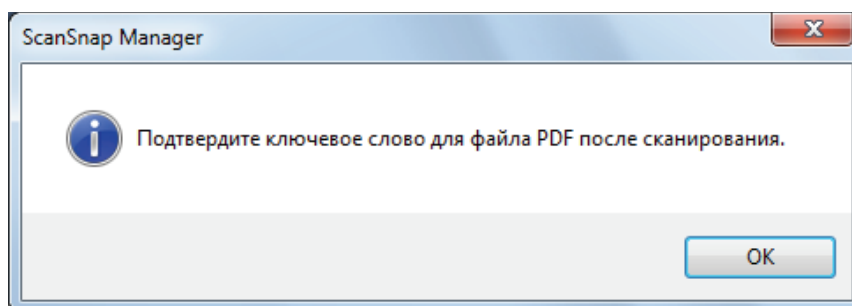 ScanSnap Manager
Подтвердите ключевое слово для файла PDF после сканирования.
OK